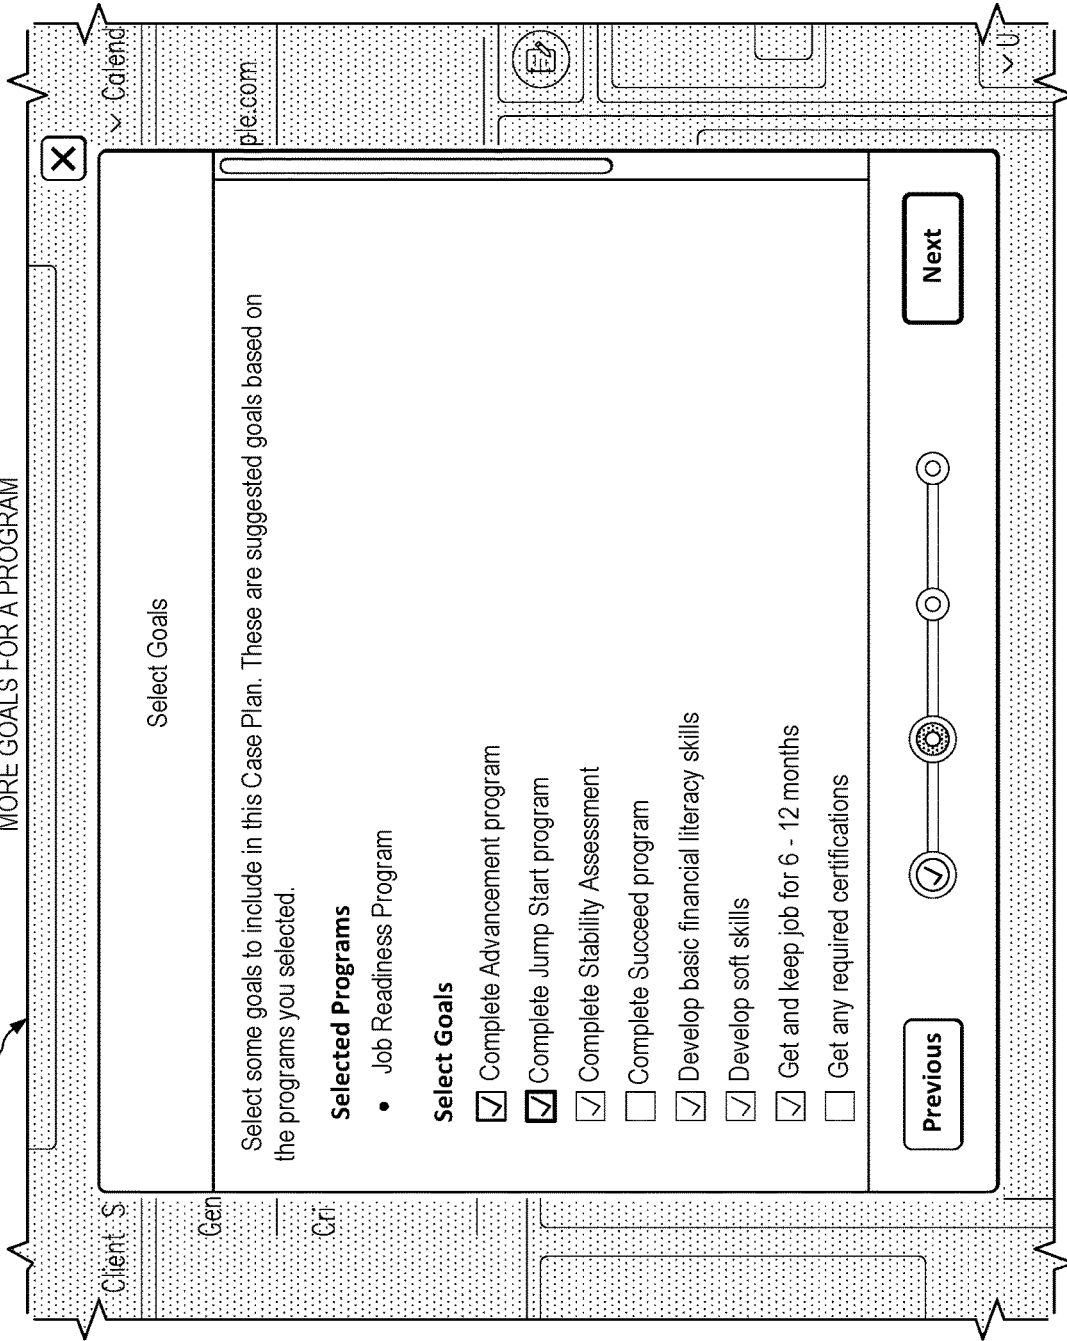 MORE GOALS FOR A PROGRAM
Calend
ple.com
Select Goals
Select some goals to include in this Case Plan. These are suggested goals based on
the programs you selected.
Selected Programs
• Job Readiness Program
Select Goals
Complete Advancement program
Complete Jump Start program
Complete Stability Assessment
Complete Succeed program
Develop basic financial literacy skills
Develop soft skills
Get and keep job for 6 - 12 months
Get any required certifications
Previous
Next
Client S
Gen
Cri
U